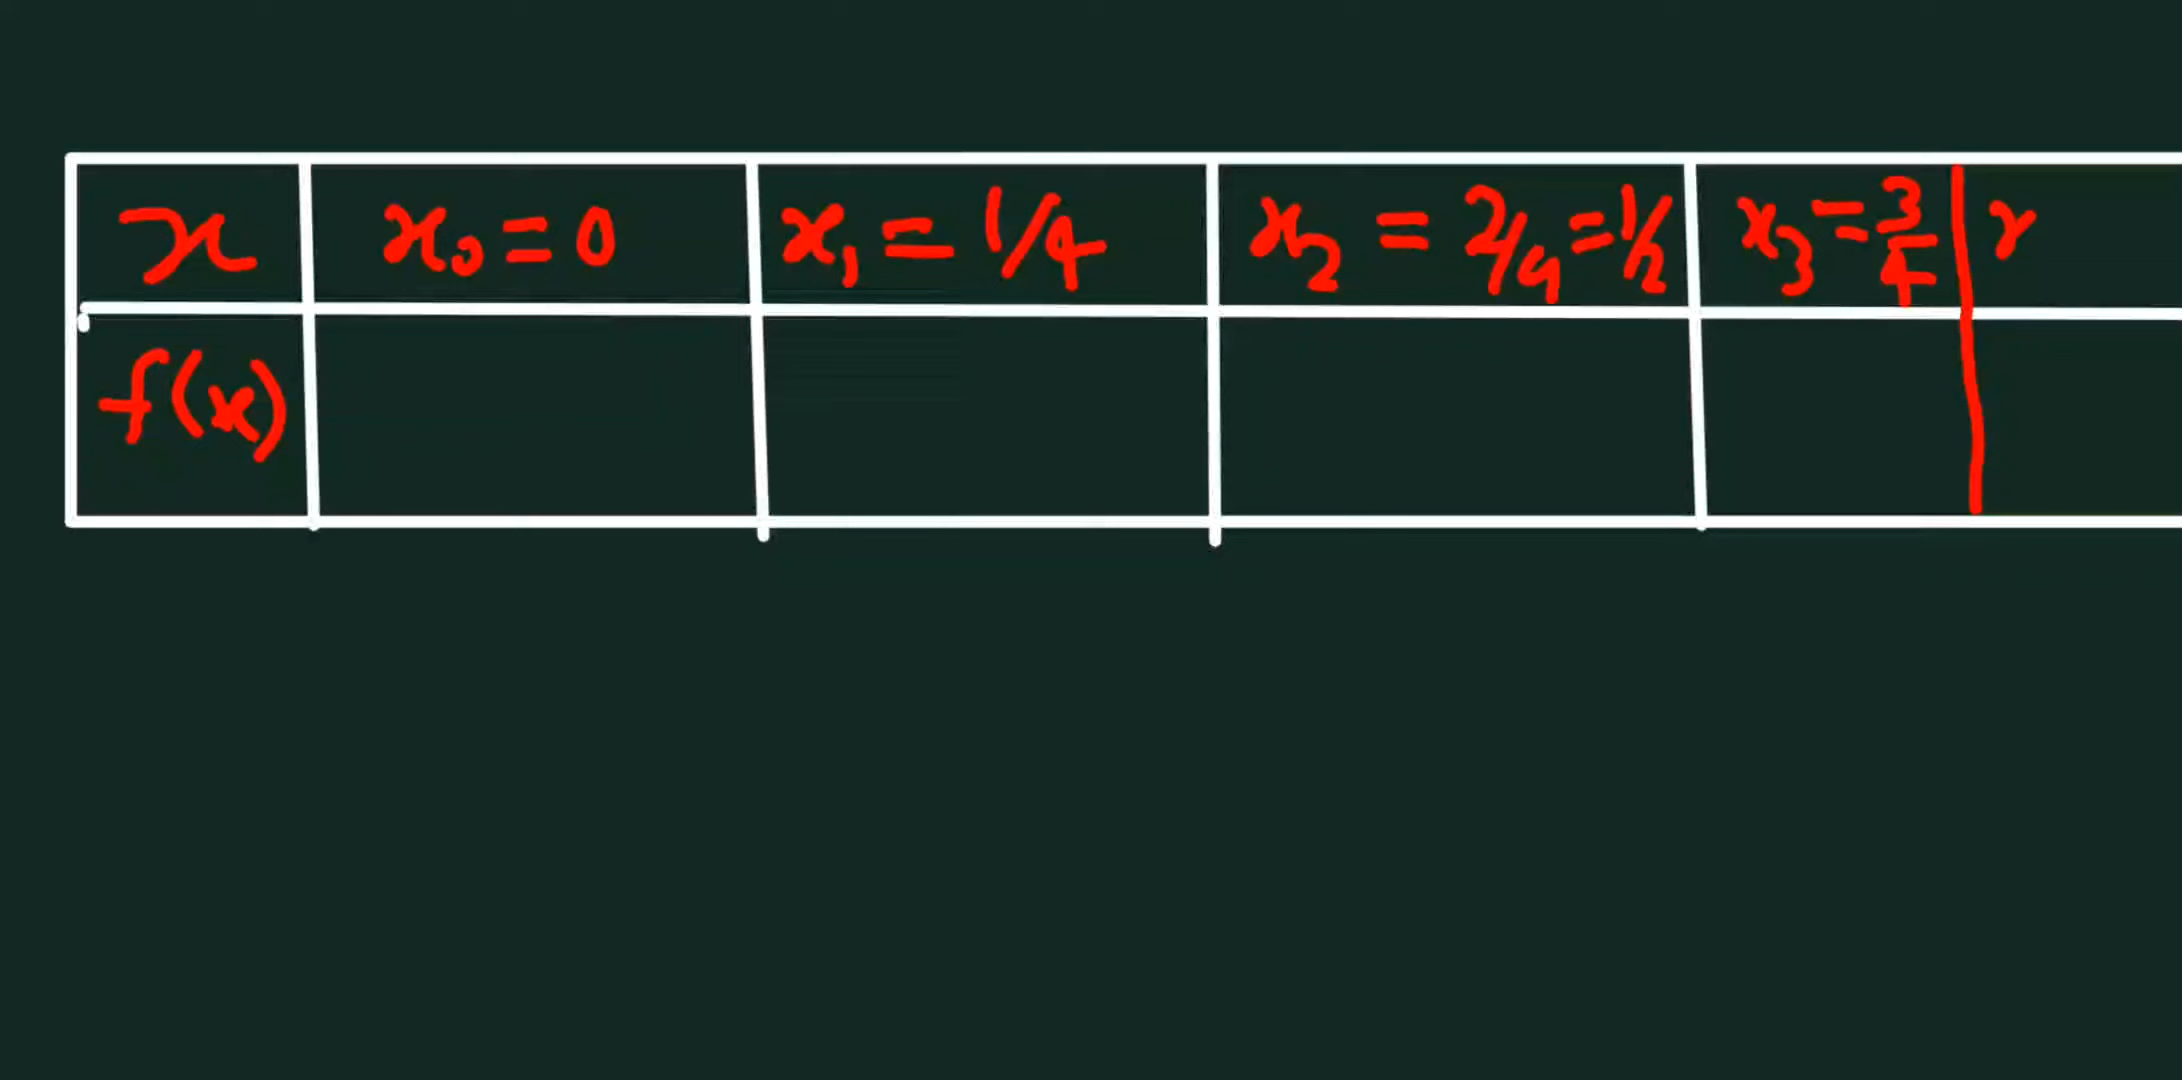 x x₀ = 0 x₁ = 1/4 x₂ = 2/4 = 1/2 x₃ = 3/4
f(x)